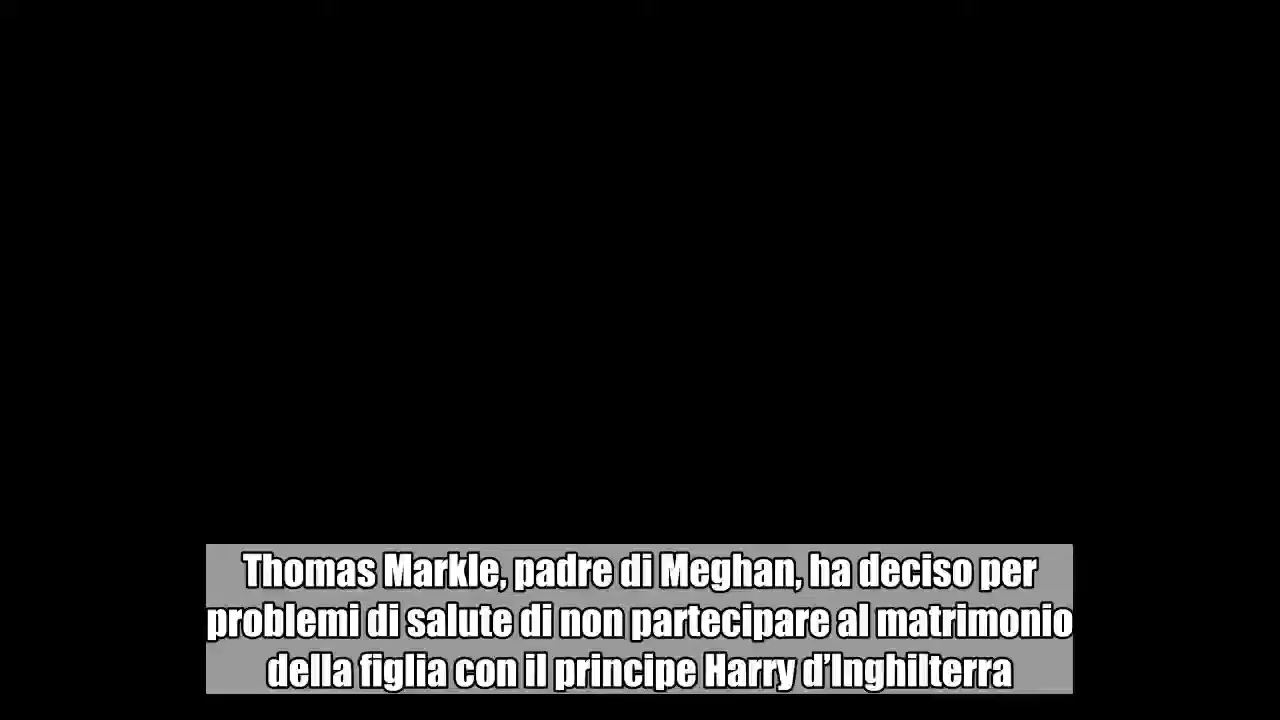 Thomas Markle, padre di Meghan, ha deciso per
problemi di salute di non partecipare al matrimonio
della figlia con il principe Harry d’Inghilterra